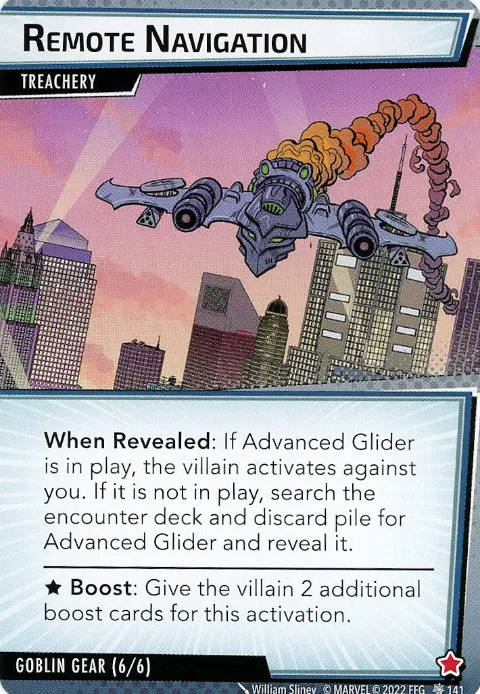 REMOTE NAVIGATION
TREACHERY
When Revealed: If Advanced Glider
is in play, the villain activates against
you. If it is not in play, search the
encounter deck and discard pile for
Advanced Glider and reveal it.
★ Boost: Give the villain 2 additional
boost cards for this activation.
GOBLIN GEAR (6/6)
William Sliney © MARVEL © 2022 FFG 141